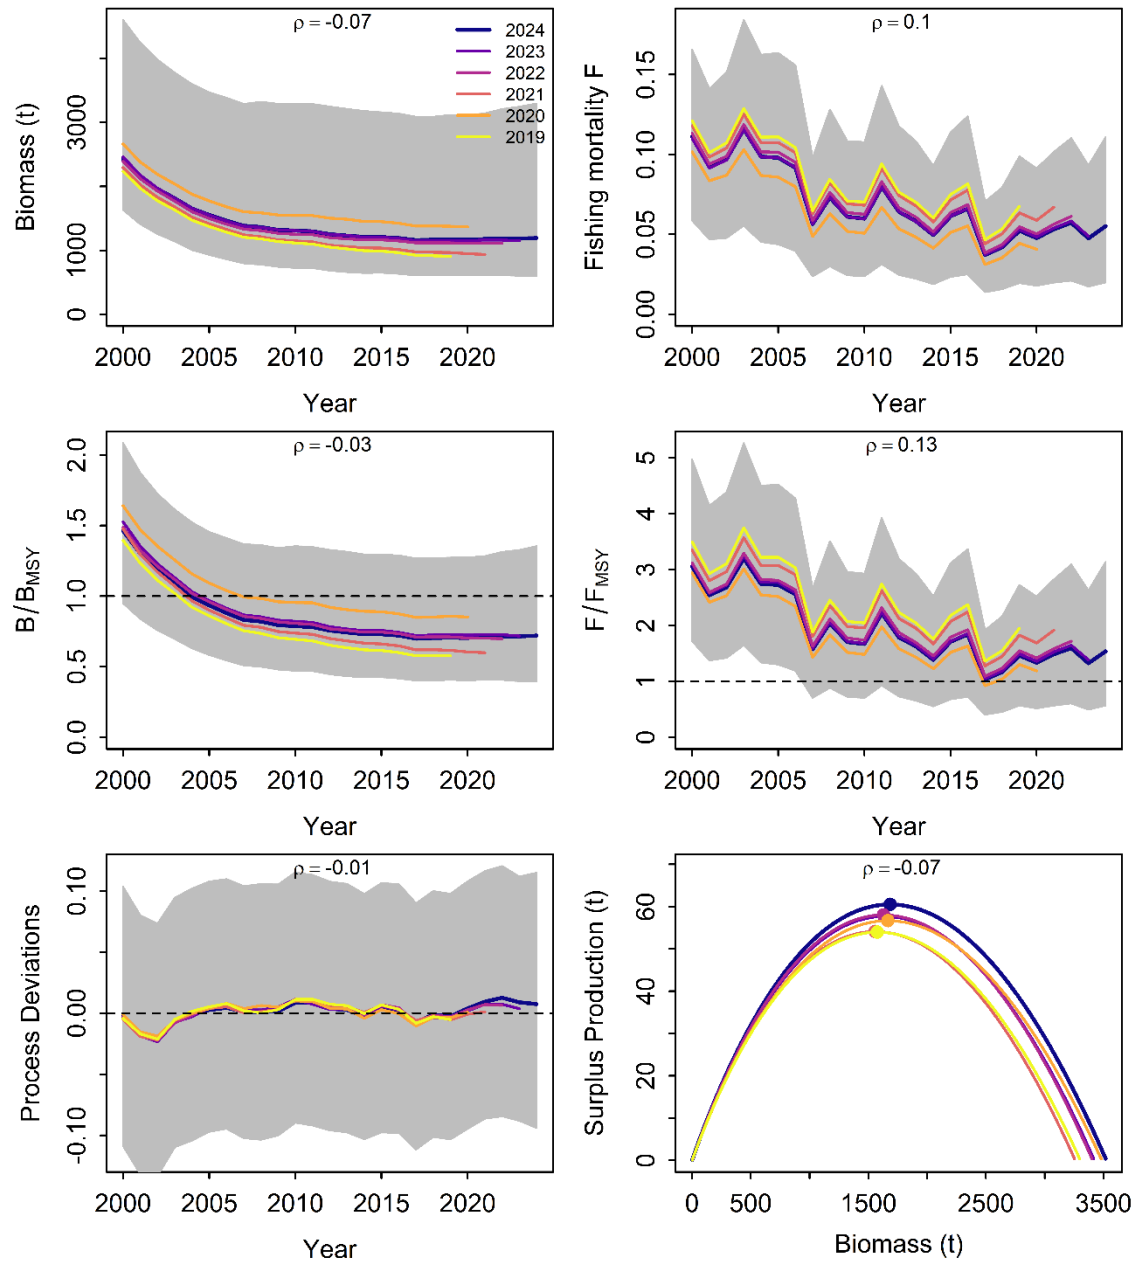 ρ = -0.07
2024
2023
2022
2021
2020
2019
Biomass (t)
0 1000 3000
2000 2005 2010 2015 2020
Year
ρ = 0.1
Fishing mortality F
0.00 0.05 0.10 0.15
2000 2005 2010 2015 2020
Year
ρ = -0.03
B/B_MSY
0.0 0.5 1.0 1.5 2.0
2000 2005 2010 2015 2020
Year
ρ = 0.13
F/F_MSY
0 1 2 3 4 5
2000 2005 2010 2015 2020
Year
ρ = -0.01
Process Deviations
-0.10 0.00 0.10
2000 2005 2010 2015 2020
Year
ρ = -0.07
Surplus Production (t)
0 20 40 60
0 500 1500 2500 3500
Biomass (t)